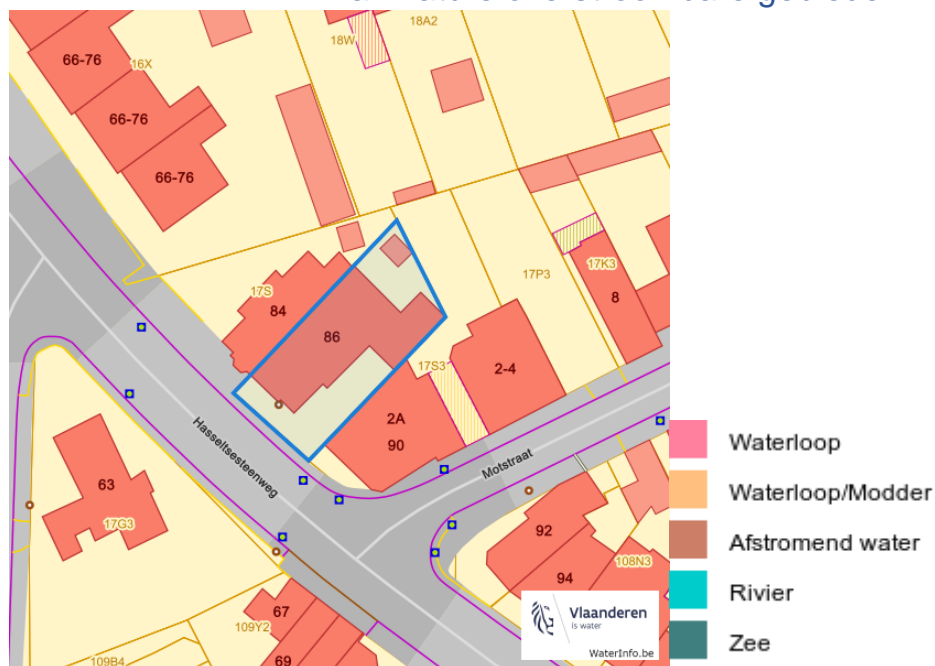 18A2
18W
66-76
16X
66-76
66-76
17P3
17K3
17S
84
8
86
17S3
2-4
2A
90
Hasseltsesteenweg
Motstraat
63
17G3
92
94
108N3
67
109Y2
69
109B4
Vlaanderen
is water
WaterInfo.be
Waterloop
Waterloop/Modder
Afstromend water
Rivier
Zee